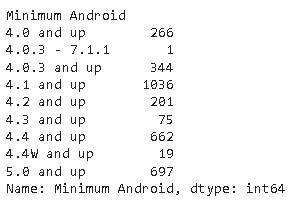 Minimum Android
4.0 and up 266
4.0.3 - 7.1.1 1
4.0.3 and up 344
4.1 and up 1036
4.2 and up 201
4.3 and up 75
4.4 and up 662
4.4W and up 19
5.0 and up 697
Name: Minimum Android, dtype: int64